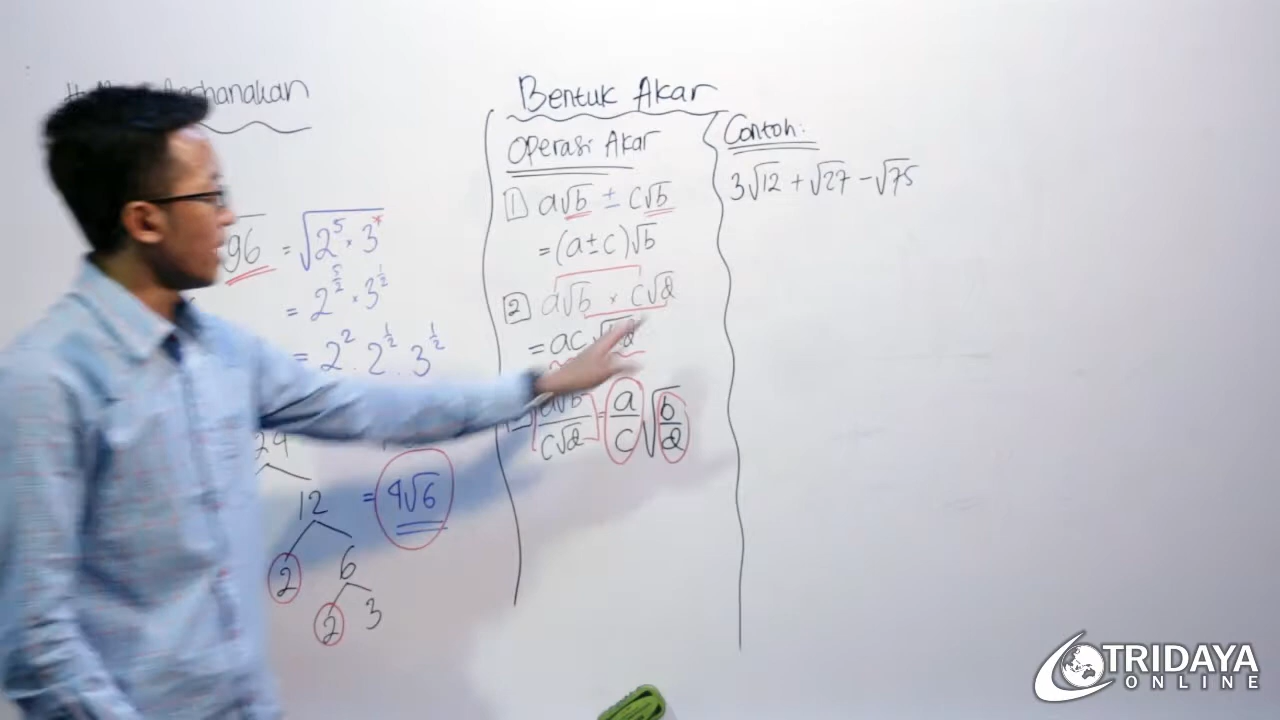 96 = √2⁵ × 3
= 2^(5/2) × 3^(1/2)
= 2² . 2^(1/2) . 3^(1/2)
= 4√6
12
2 6
2 3
Bentuk Akar
Operasi Akar
1 a√b ± c√b
= (a±c)√b
2 a√b × c√d
= ac
a√b / c√d = a/c √b/d
Contoh:
3√12 + √27 − √75
TRIDAYA
ONLINE